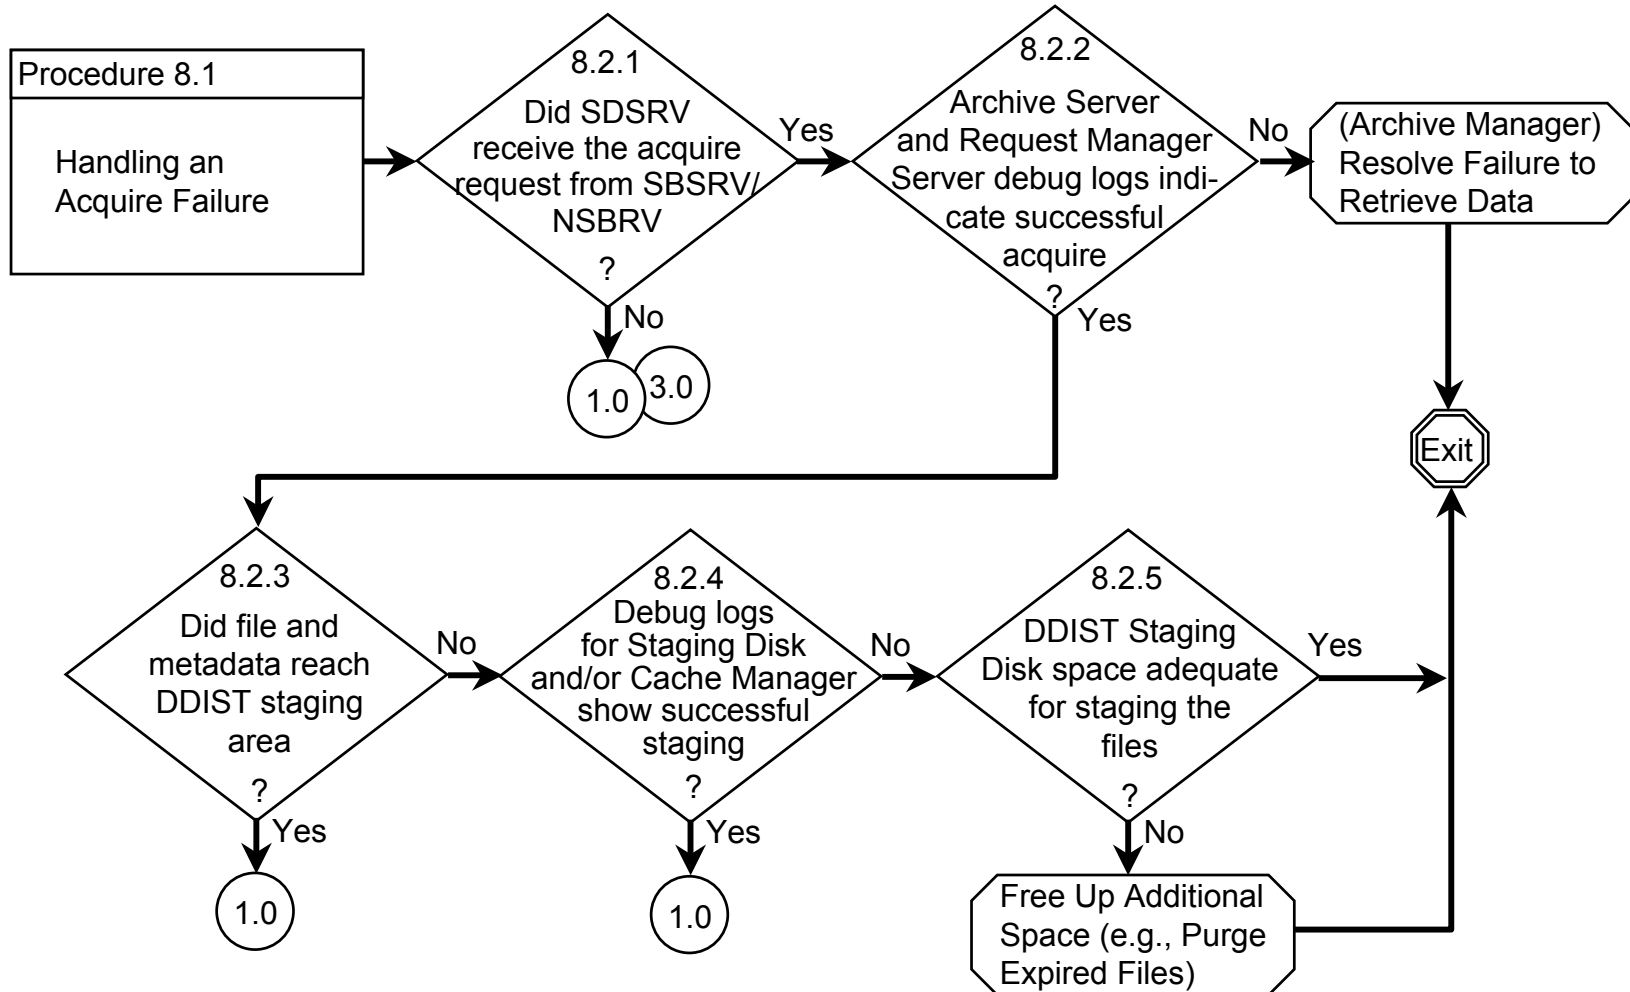 Procedure 8.1
Handling an
Acquire Failure
8.2.1
Did SDSRV
receive the acquire
request from SBSRV/
NSBRV
?
Yes
No
1.0
3.0
8.2.2
Archive Server
and Request Manager
Server debug logs indi-
cate successful
acquire
?
No
Yes
(Archive Manager)
Resolve Failure to
Retrieve Data
Exit
8.2.3
Did file and
metadata reach
DDIST staging
area
?
No
Yes
1.0
8.2.4
Debug logs
for Staging Disk
and/or Cache Manager
show successful
staging
?
No
Yes
1.0
8.2.5
DDIST Staging
Disk space adequate
for staging the
files
?
Yes
No
Free Up Additional
Space (e.g., Purge
Expired Files)